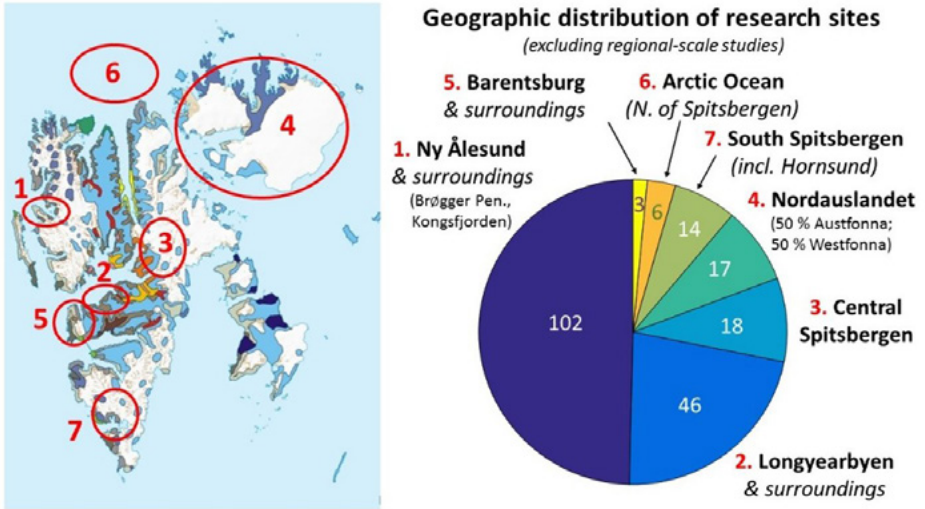 Geographic distribution of research sites
(excluding regional-scale studies)
5. Barentsburg
& surroundings
6. Arctic Ocean
(N. of Spitsbergen)
1. Ny Ålesund
& surroundings
(Brøgger Pen.,
Kongsfjorden)
7. South Spitsbergen
(incl. Hornsund)
4. Nordauslandet
(50 % Austfonna;
50 % Westfonna)
3. Central
Spitsbergen
2. Longyearbyen
& surroundings
3
6
14
17
18
46
102
6
4
1
3
2
5
7